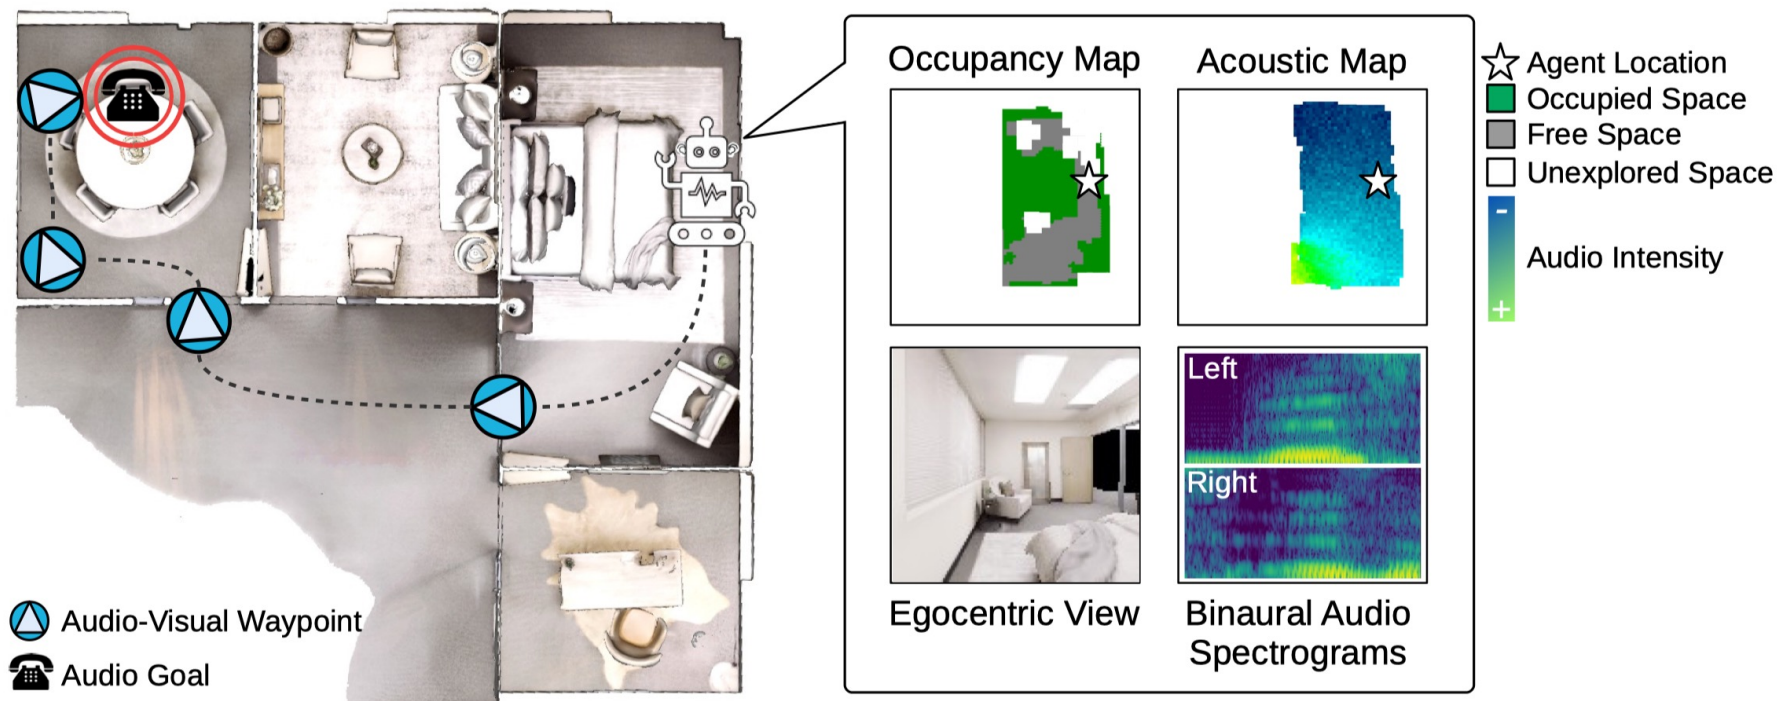 Occupancy Map
Acoustic Map
Agent Location
Occupied Space
Free Space
Unexplored Space
-
Audio Intensity
+
Left
Right
Egocentric View
Binaural Audio
Spectrograms
Audio-Visual Waypoint
Audio Goal